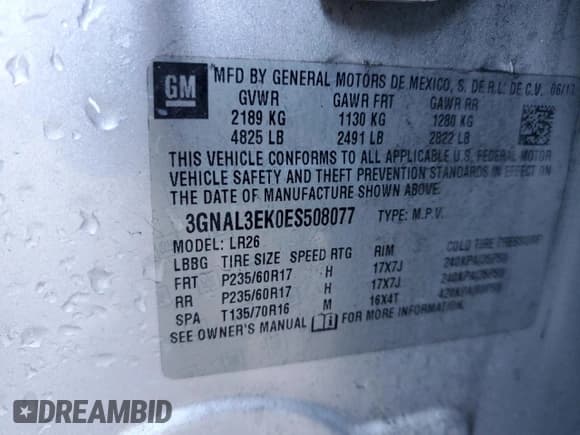 GM
MFD BY GENERAL MOTORS DE MEXICO, S. DE R.L. DE C.V.
GVWR GAWR FRT GAWR RR
2189 KG 1130 KG 1280 KG
4825 LB 2491 LB 2822 LB
THIS VEHICLE CONFORMS TO ALL APPLICABLE U.S. FEDERAL MOTOR
VEHICLE SAFETY AND THEFT PREVENTION STANDARDS IN EFFECT ON
THE DATE OF MANUFACTURE SHOWN ABOVE.
3GNAL3EK0ES508077 TYPE: M.P.V.
MODEL: LR26
LBBG TIRE SIZE SPEED RTG RIM COLD TIRE PRESSURE
FRT P235/60R17 H 17X7J
RR P235/60R17 H 17X7J
SPA T135/70R16 M 16X4T
SEE OWNER'S MANUAL FOR MORE INFORMATION.
DREAMBID